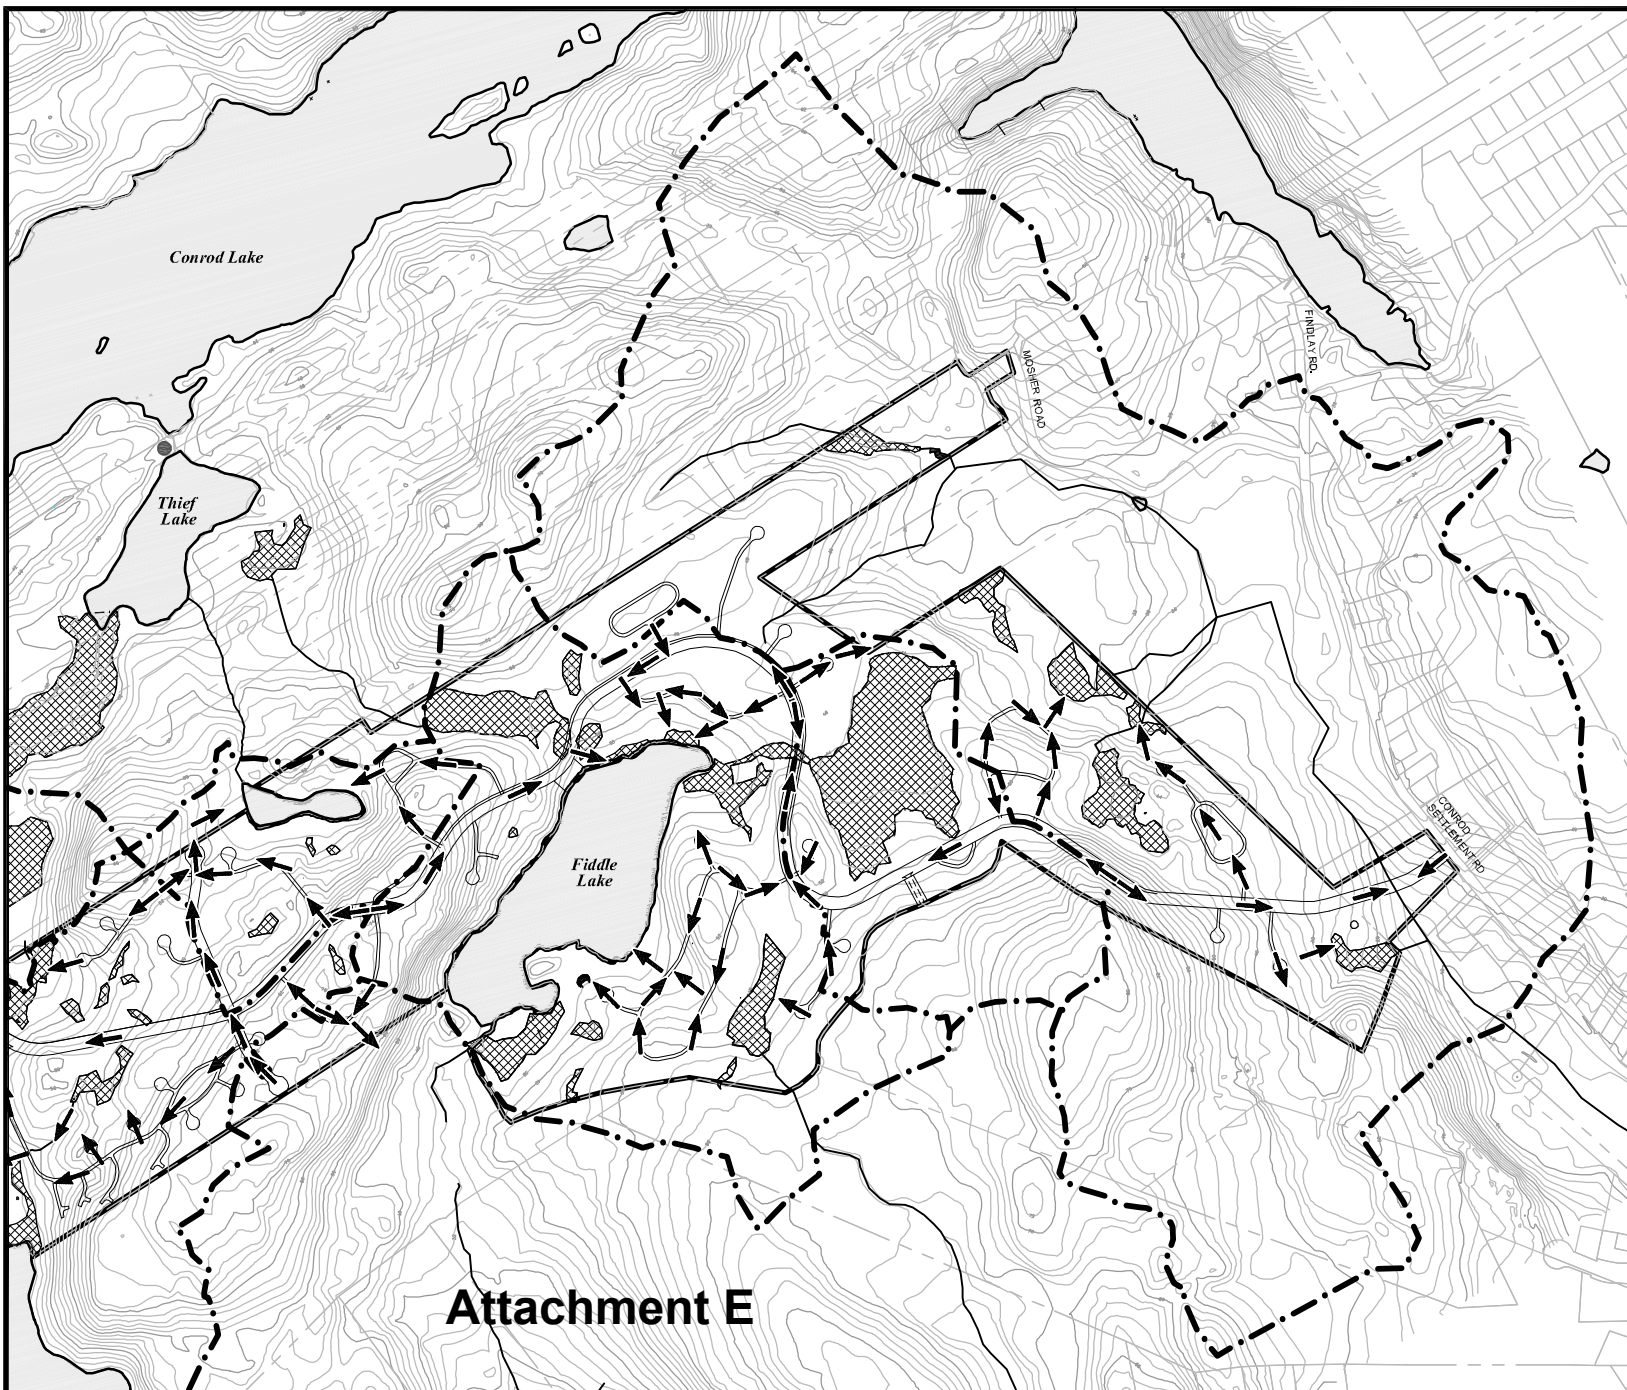 Conrod Lake
FINDLAY RD.
MOSHER ROAD
Thief
Lake
CONROD
SETTLEMENT RD
Fiddle
Lake
Attachment E